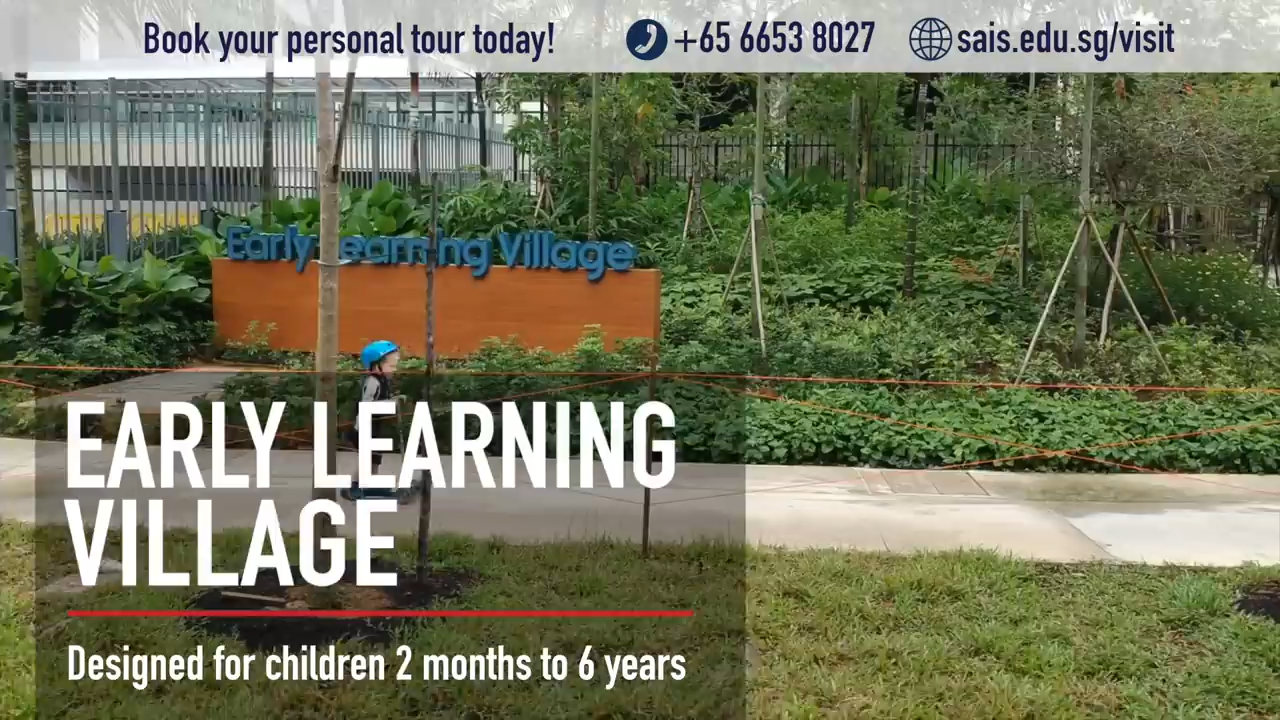 Book your personal tour today! +65 6653 8027 sais.edu.sg/visit
Early Learning Village
EARLY LEARNING
VILLAGE
Designed for children 2 months to 6 years